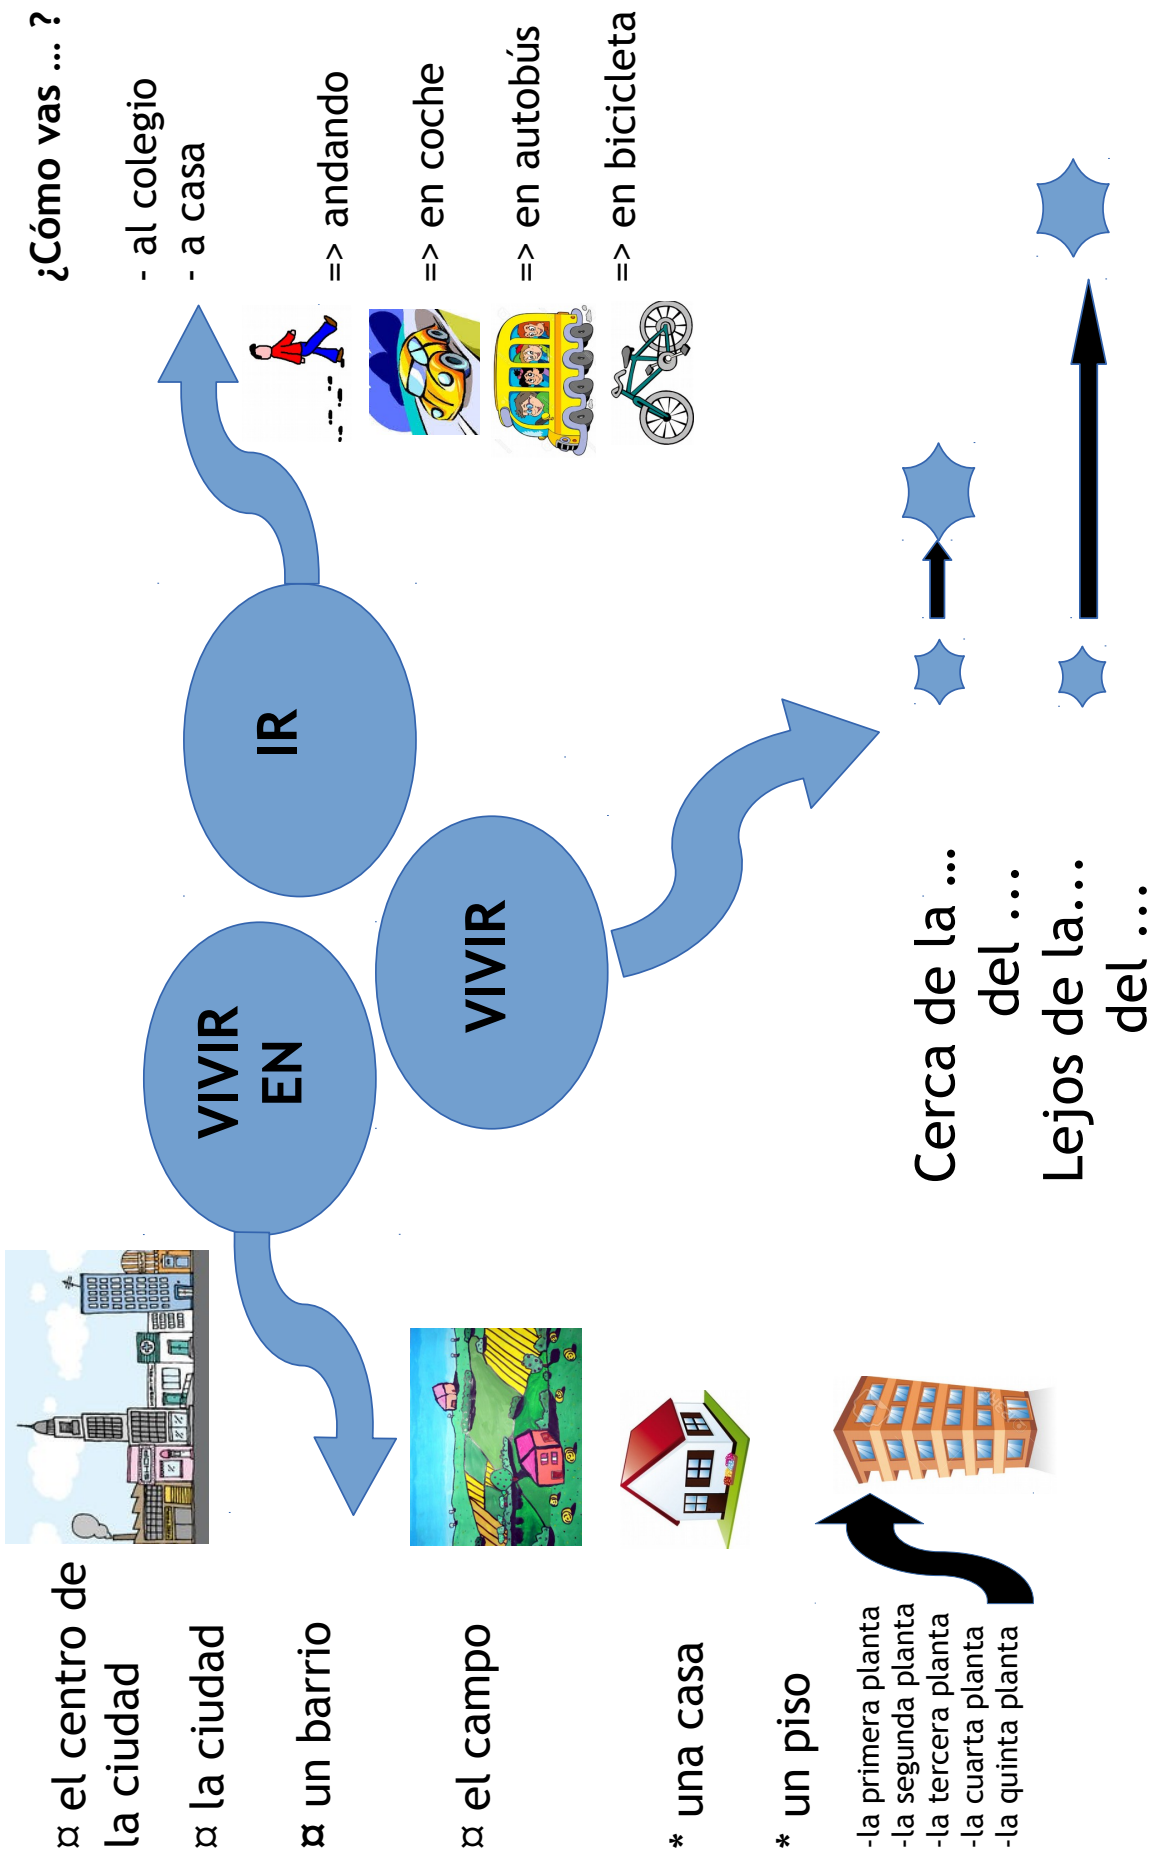 ¤ el centro de
la ciudad
¤ la ciudad
¤ un barrio
¤ el campo
* una casa
* un piso
-la primera planta
-la segunda planta
-la tercera planta
-la cuarta planta
-la quinta planta
VIVIR
EN
VIVIR
IR
Cerca de la ...
del ...
Lejos de la...
del ...
¿Cómo vas ... ?
- al colegio
- a casa
=> andando
=> en coche
=> en autobús
=> en bicicleta